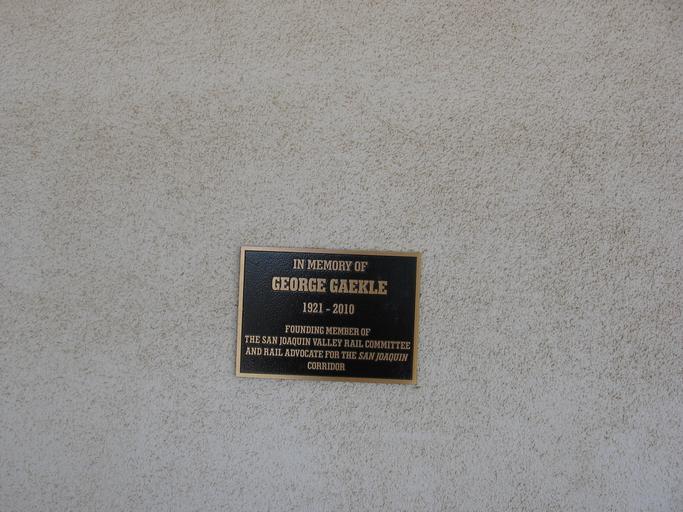 IN MEMORY OF
GEORGE GAEKLE
1921 - 2010
FOUNDING MEMBER OF
THE SAN JOAQUIN VALLEY RAIL COMMITTEE
AND RAIL ADVOCATE FOR THE SAN JOAQUIN
CORRIDOR